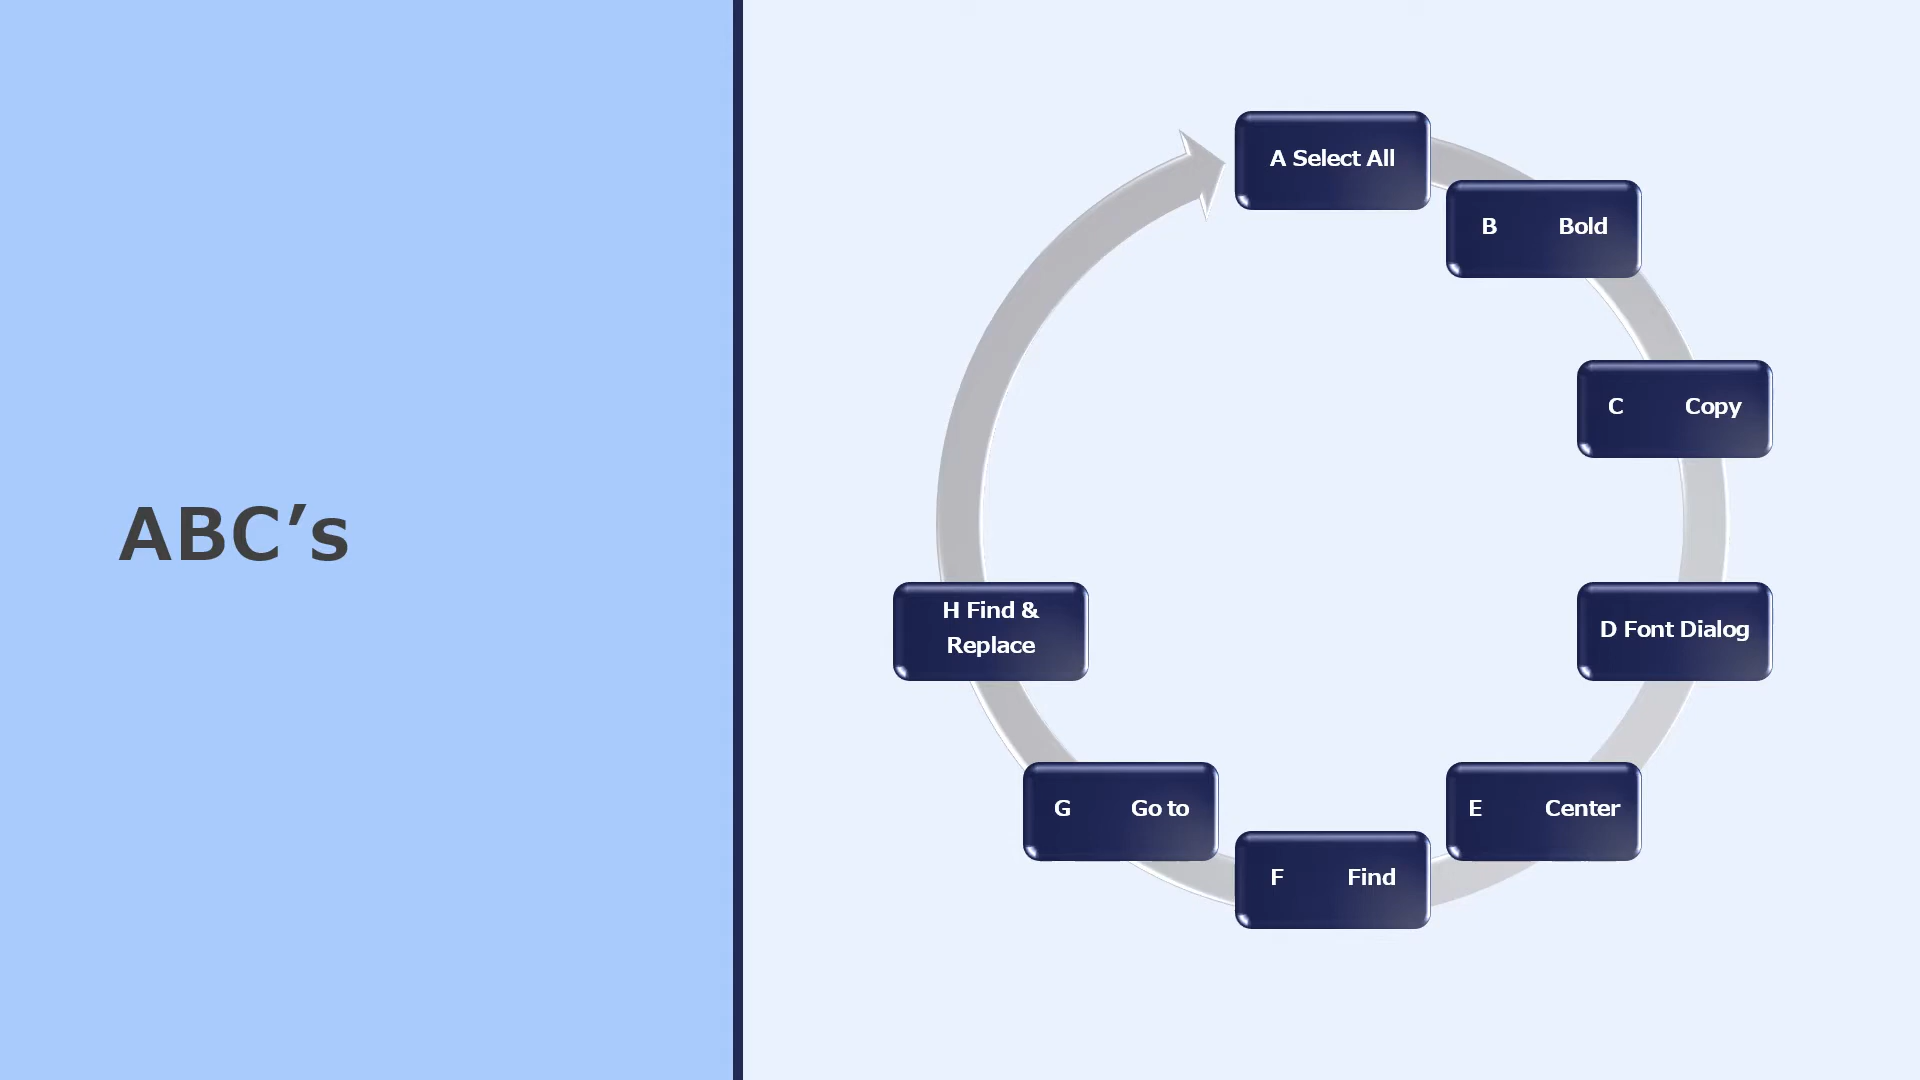 ABC’s
A Select All
B Bold
C Copy
D Font Dialog
E Center
F Find
G Go to
H Find &
Replace